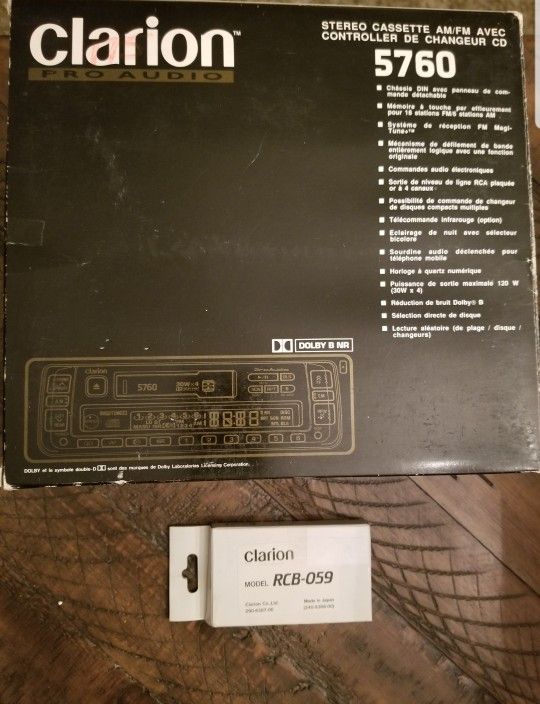 clarion™
PRO AUDIO
STEREO CASSETTE AM/FM AVEC
CONTROLLER DE CHANGEUR CD
5760
■ Châssis DIN avec panneau de com-
mande détachable
■ Mémoire à touche par effleurement
pour 18 stations FM/6 stations AM
■ Système de réception FM Magi-
Tune™
■ Mécanisme de défilement de bande
entièrement logique avec une fonction
originale
■ Commandes audio électroniques
■ Sortie de niveau de ligne RCA plaquée
or à 4 canaux
■ Possibilité de commande de changeur
de disques compacts multiples
■ Télécommande infrarouge (option)
■ Eclairage de nuit avec sélecteur
bicolore
■ Sourdine audio déclenchée pour
téléphone mobile
■ Horloge à quartz numérique
■ Puissance de sortie maximale 120 W
(30W x 4)
■ Réduction de bruit Dolby® B
■ Sélection directe de disque
■ Lecture aléatoire (de plage / disque /
changeurs)
DOLBY B NR
clarion
5760
30W×4
DOLBY et le symbole double-D sont des marques de Dolby Laboratories Licensing Corporation.
clarion
MODEL RCB-059
Clarion Co.,Ltd.
Made in Japan